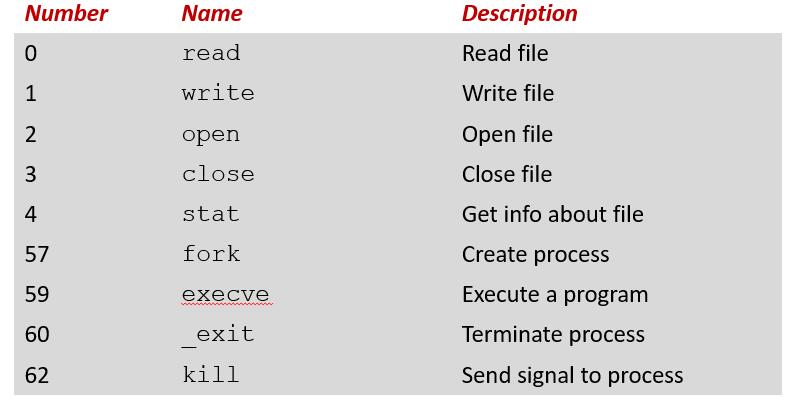 Number Name Description
0 read Read file
1 write Write file
2 open Open file
3 close Close file
4 stat Get info about file
57 fork Create process
59 execve Execute a program
60 _exit Terminate process
62 kill Send signal to process